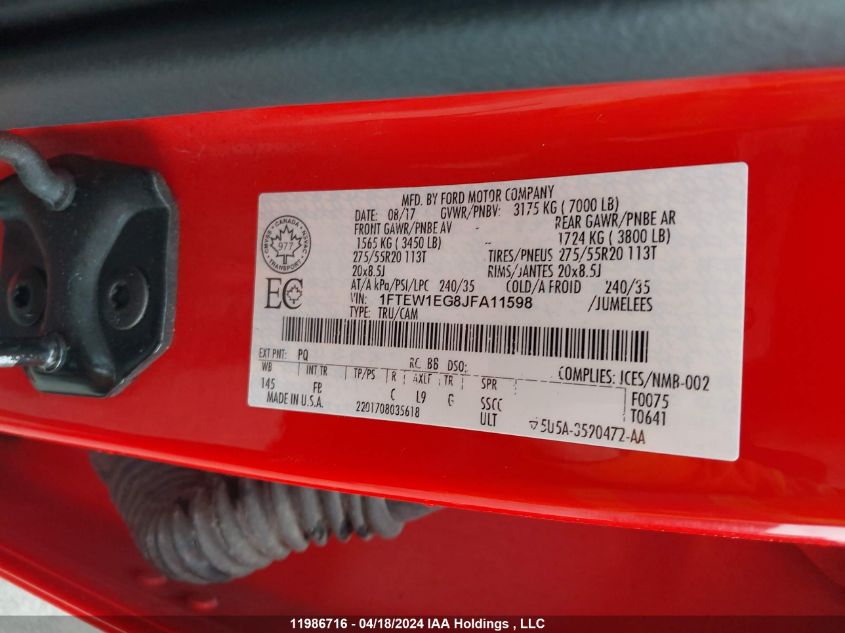 MFD. BY FORD MOTOR COMPANY
DATE: 08/17 GVWR/PNBV: 3175 KG ( 7000 LB)
FRONT GAWR/PNBE AV -- REAR GAWR/PNBE AR
1565 KG ( 3450 LB) 1724 KG ( 3800 LB)
275/55R20 113T TIRES/PNEUS 275/55R20 113T
20x8.5J RIMS/JANTES 20x8.5J
AT/A kPa/PSI/LPC 240/35 COLD/A FROID 240/35
VIN: 1FTEW1EG8JFA11598 /JUMELEES
TYPE: TRU/CAM
CANADA
977
TRANSPORT
EC
EXT PNT: PQ RC: B6 DSO: COMPLIES: ICES/NMB-002
WB INT TR TP/PS R AXLE TR SPR F0075
145 FB C L9 G SSCC T0641
MADE IN U.S.A. 2201708035618 ULT
5U5A-3520472-AA
11986716 - 04/18/2024 IAA Holdings , LLC